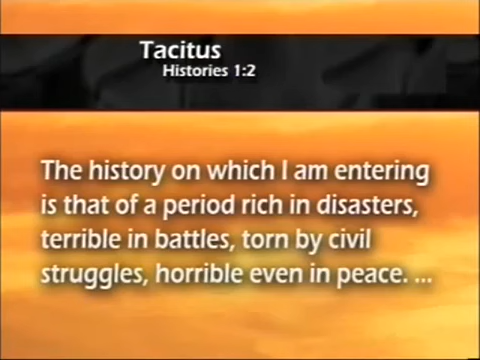 Tacitus
Histories 1:2
The history on which I am entering
is that of a period rich in disasters,
terrible in battles, torn by civil
struggles, horrible even in peace. ...